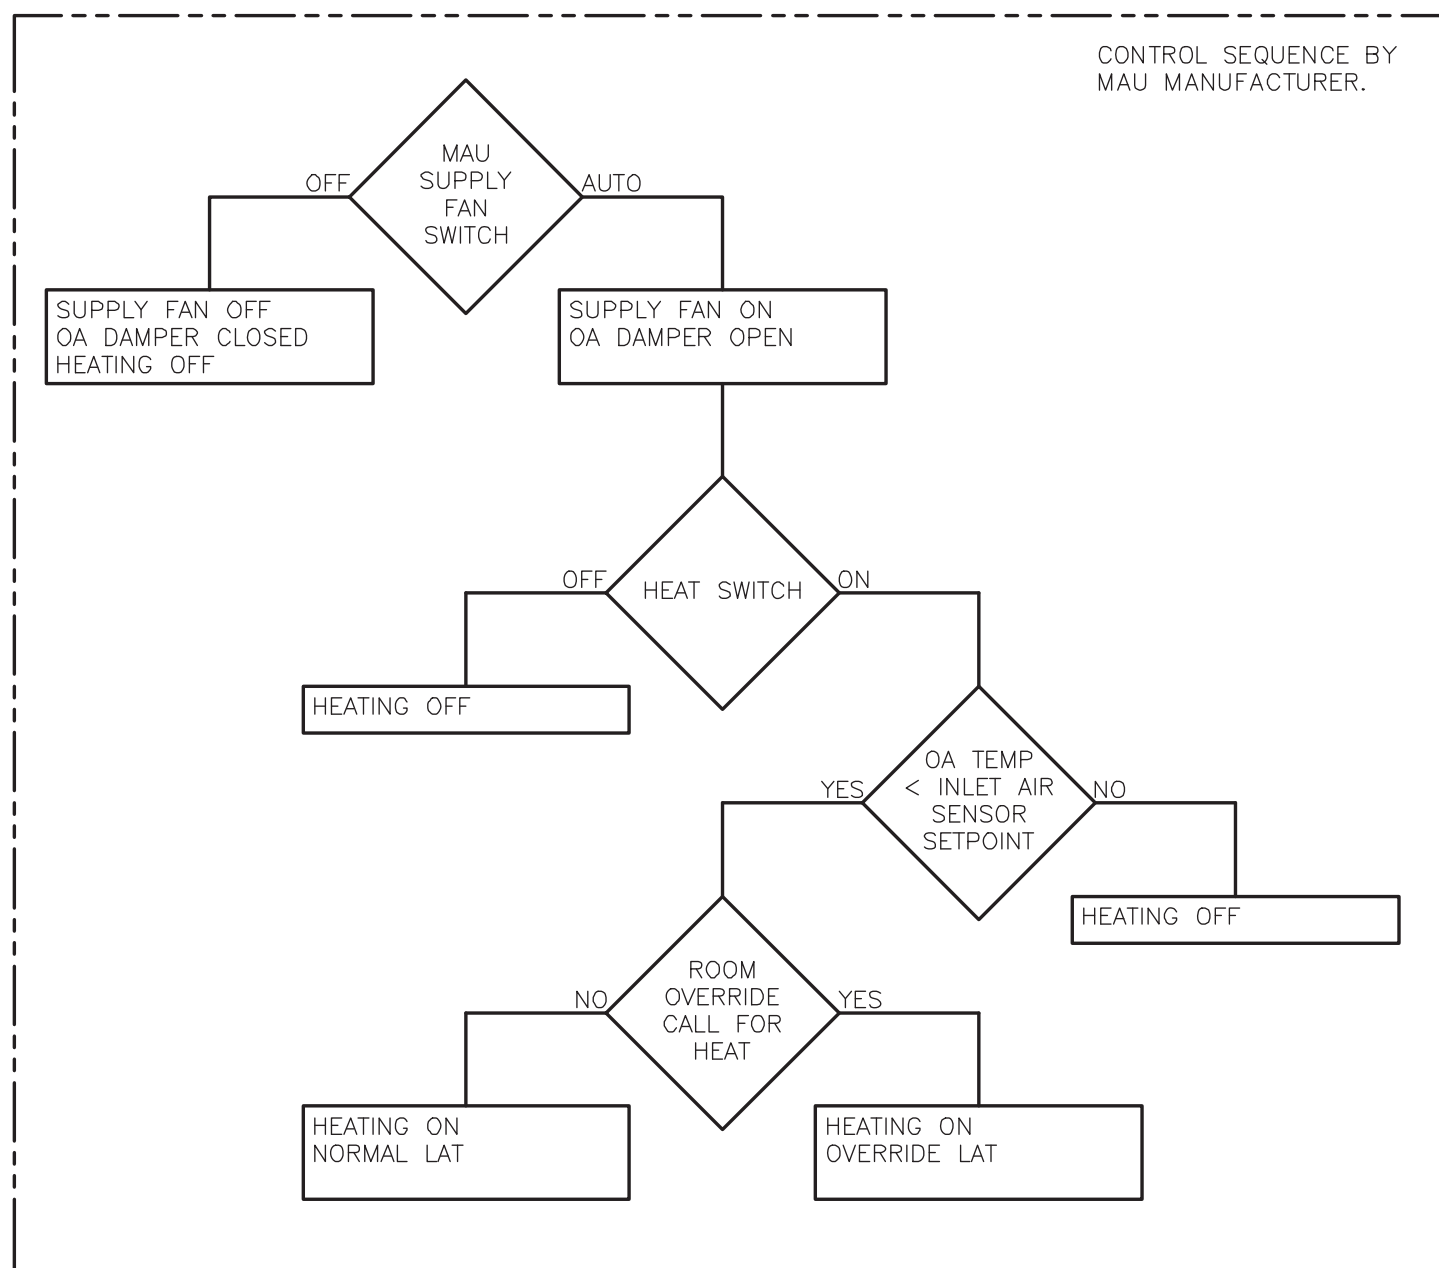 CONTROL SEQUENCE BY
MAU MANUFACTURER.
MAU
SUPPLY
FAN
SWITCH
OFF
AUTO
SUPPLY FAN OFF
OA DAMPER CLOSED
HEATING OFF
SUPPLY FAN ON
OA DAMPER OPEN
HEAT SWITCH
OFF
ON
HEATING OFF
OA TEMP
< INLET AIR
SENSOR
SETPOINT
YES
NO
HEATING OFF
ROOM
OVERRIDE
CALL FOR
HEAT
NO
YES
HEATING ON
NORMAL LAT
HEATING ON
OVERRIDE LAT